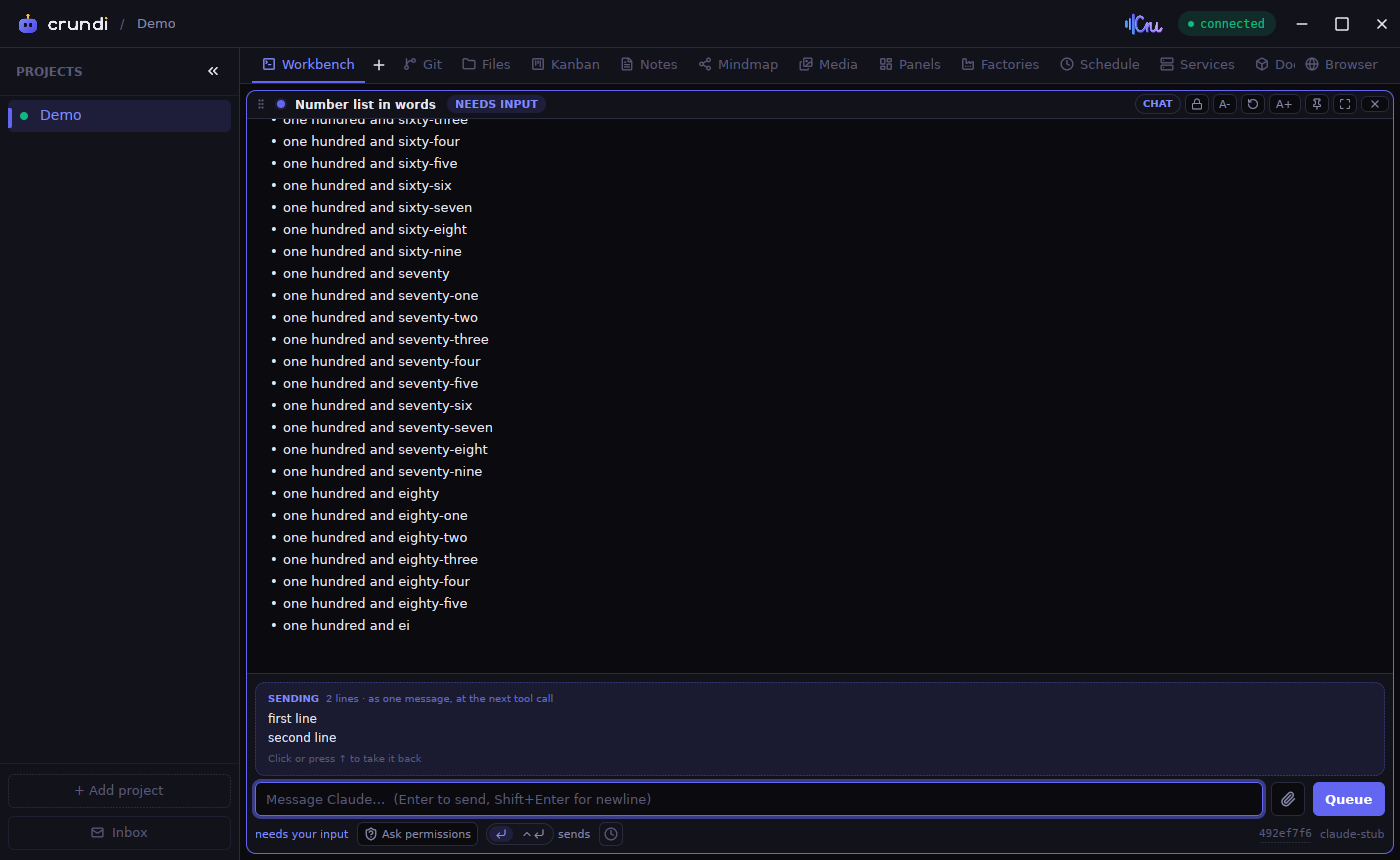 crundi / Demo
Cru
connected
PROJECTS
Workbench
Git
Files
Kanban
Notes
Mindmap
Media
Panels
Factories
Schedule
Services
Do
Browser
Demo
Number list in words NEEDS INPUT
CHAT
A-
A+
one hundred and sixty-three
• one hundred and sixty-four
• one hundred and sixty-five
• one hundred and sixty-six
• one hundred and sixty-seven
• one hundred and sixty-eight
• one hundred and sixty-nine
• one hundred and seventy
• one hundred and seventy-one
• one hundred and seventy-two
• one hundred and seventy-three
• one hundred and seventy-four
• one hundred and seventy-five
• one hundred and seventy-six
• one hundred and seventy-seven
• one hundred and seventy-eight
• one hundred and seventy-nine
• one hundred and eighty
• one hundred and eighty-one
• one hundred and eighty-two
• one hundred and eighty-three
• one hundred and eighty-four
• one hundred and eighty-five
• one hundred and ei
SENDING 2 lines · as one message, at the next tool call
first line
second line
Click or press ↑ to take it back
Message Claude... (Enter to send, Shift+Enter for newline)
Queue
needs your input
Ask permissions
sends
492ef7f6 claude-stub
+ Add project
Inbox